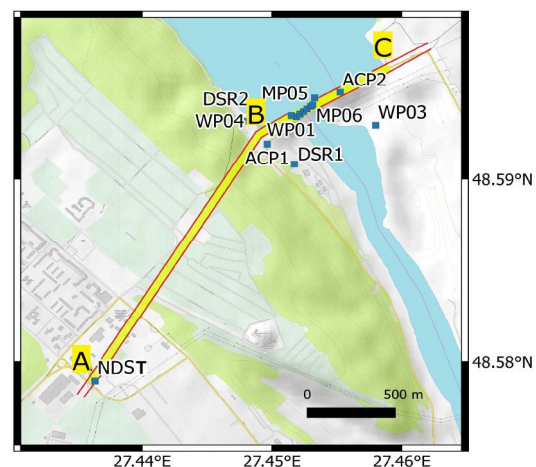 C
ACP2
MP05
DSR2
B
MP06
WP03
WP04
WP01
ACP1
DSR1
48.59°N
A
NDST
48.58°N
0 500 m
27.44°E
27.45°E
27.46°E